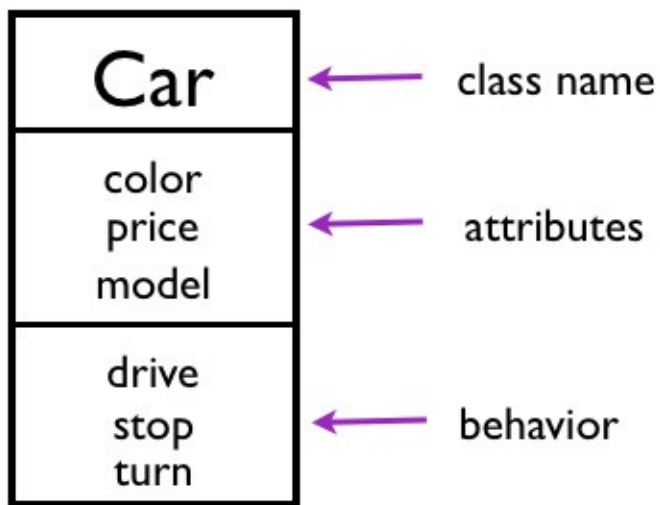 Car
class name
color
price
model
attributes
drive
stop
turn
behavior